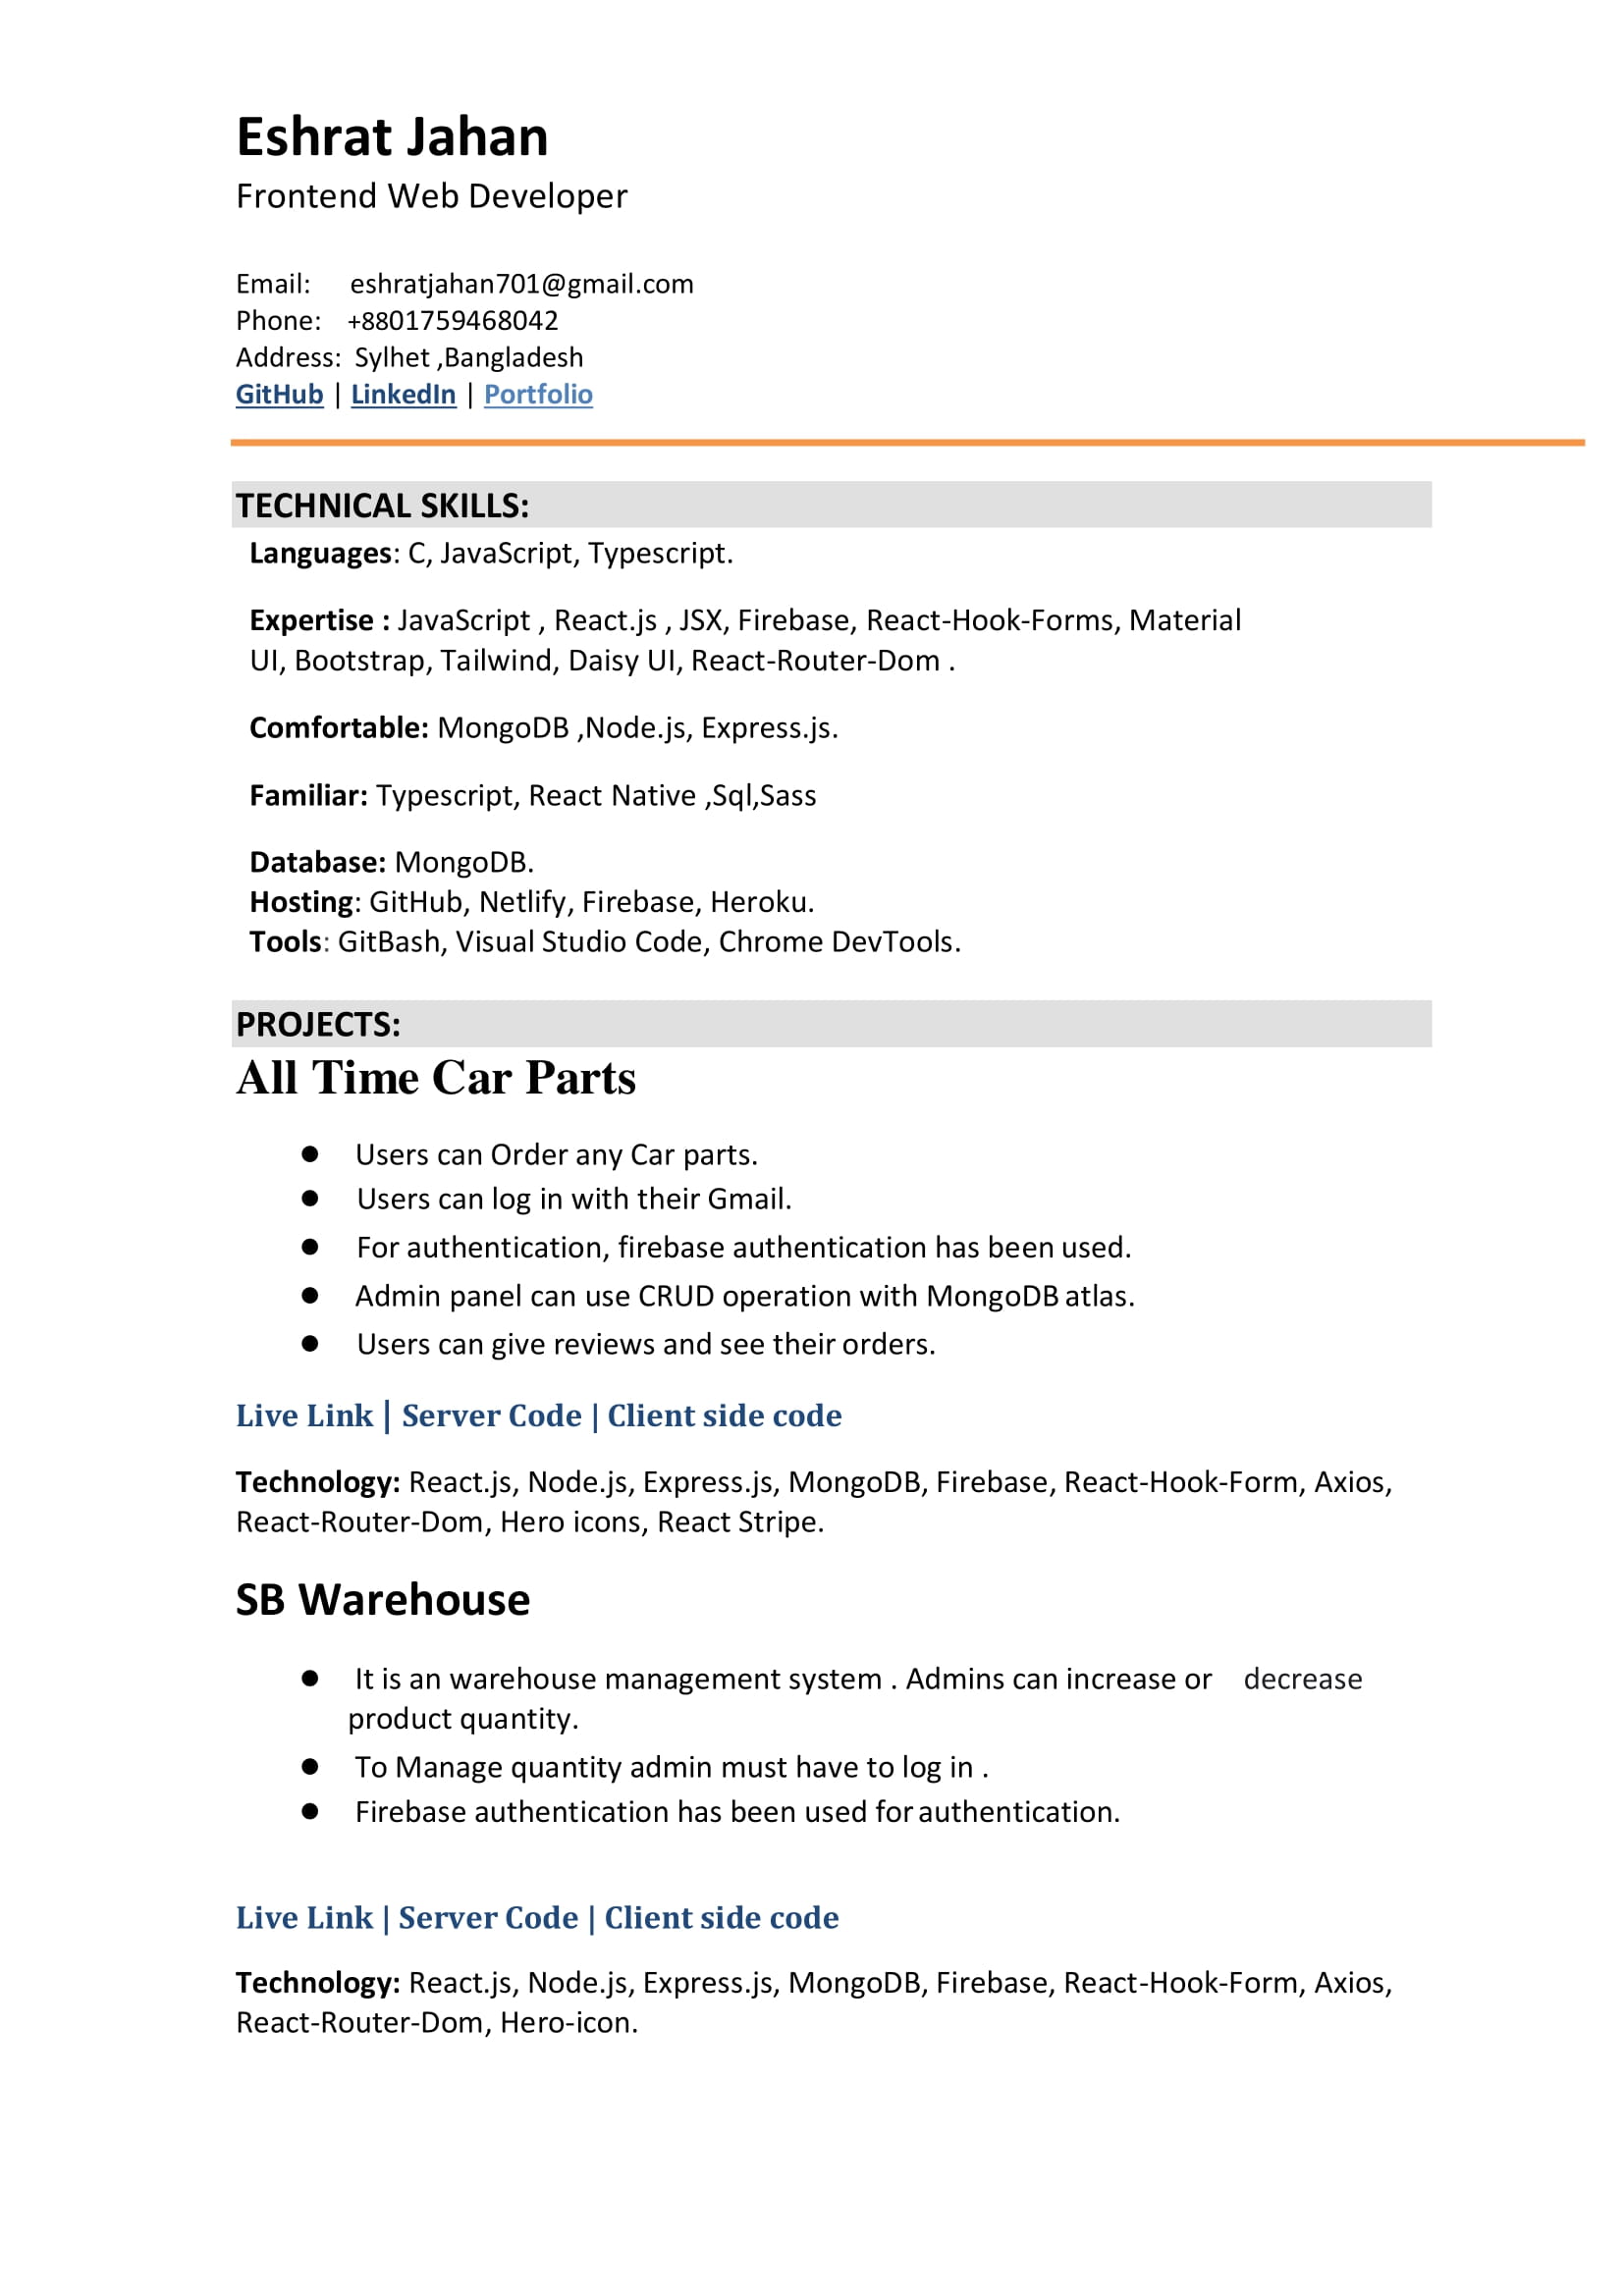 Eshrat Jahan
Frontend Web Developer
Email: eshratjahan701@gmail.com
Phone: +8801759468042
Address: Sylhet ,Bangladesh
GitHub | LinkedIn | Portfolio
TECHNICAL SKILLS:
Languages: C, JavaScript, Typescript.
Expertise : JavaScript , React.js , JSX, Firebase, React-Hook-Forms, Material
UI, Bootstrap, Tailwind, Daisy UI, React-Router-Dom .
Comfortable: MongoDB ,Node.js, Express.js.
Familiar: Typescript, React Native ,Sql,Sass
Database: MongoDB.
Hosting: GitHub, Netlify, Firebase, Heroku.
Tools: GitBash, Visual Studio Code, Chrome DevTools.
PROJECTS:
All Time Car Parts
● Users can Order any Car parts.
● Users can log in with their Gmail.
● For authentication, firebase authentication has been used.
● Admin panel can use CRUD operation with MongoDB atlas.
● Users can give reviews and see their orders.
Live Link | Server Code | Client side code
Technology: React.js, Node.js, Express.js, MongoDB, Firebase, React-Hook-Form, Axios,
React-Router-Dom, Hero icons, React Stripe.
SB Warehouse
● It is an warehouse management system . Admins can increase or decrease
product quantity.
● To Manage quantity admin must have to log in .
● Firebase authentication has been used for authentication.
Live Link | Server Code | Client side code
Technology: React.js, Node.js, Express.js, MongoDB, Firebase, React-Hook-Form, Axios,
React-Router-Dom, Hero-icon.